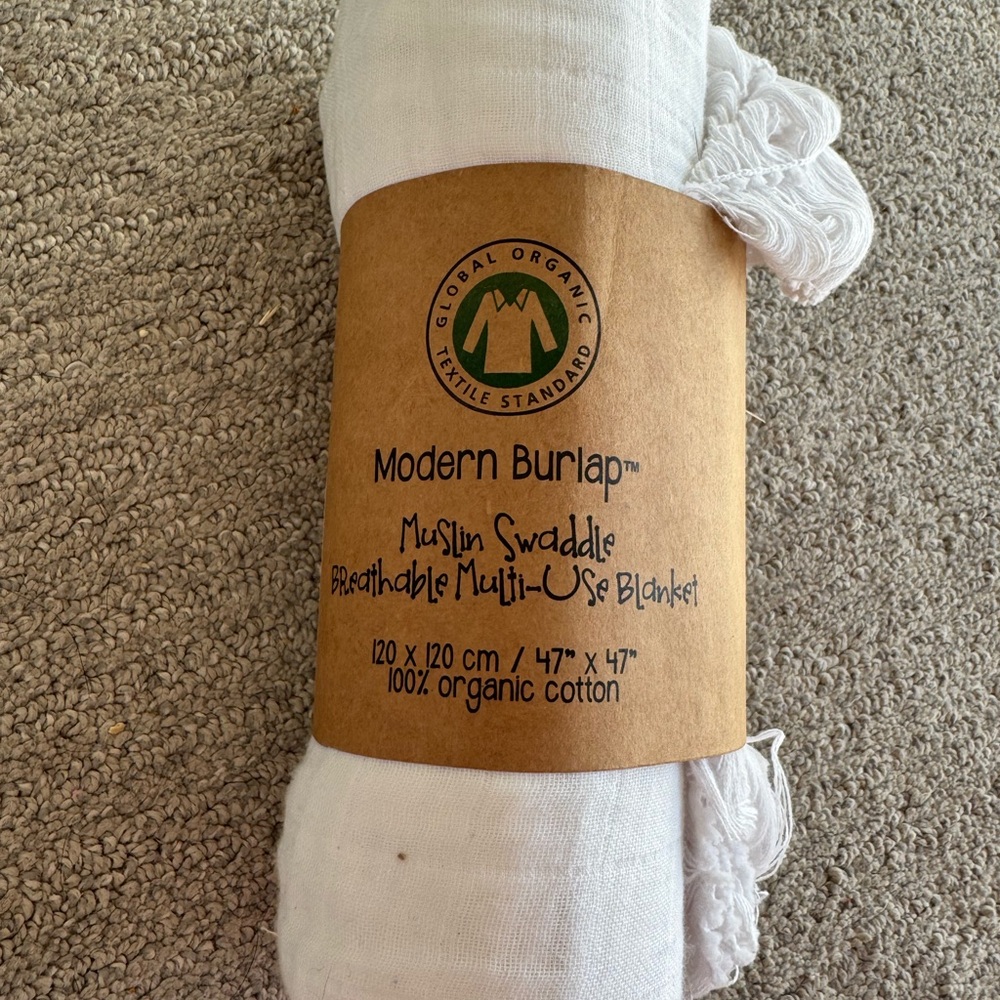 GLOBAL ORGANIC
TEXTILE STANDARD
Modern Burlap™
Muslin Swaddle
BReathable Multi-Use Blanket
120 x 120 cm / 47" x 47"
100% organic cotton